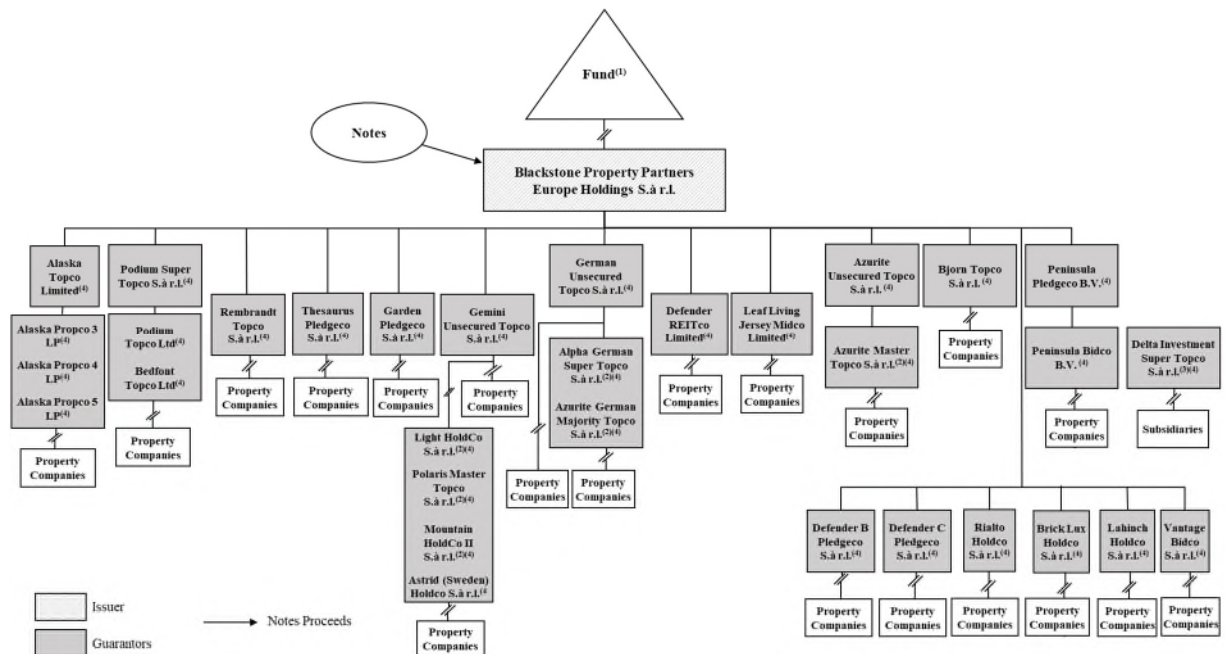 Fund(1)
Notes
Blackstone Property Partners
Europe Holdings S.à r.l.
Alaska
Topco
Limited(4)
Podium Super
Topco S.à r.l.(4)
Rembrandt
Topco
S.à r.l.(4)
Thesaurus
Pledgeco
S.à r.l.(4)
Garden
Pledgeco
S.à r.l.(4)
Gemini
Unsecured Topco
S.à r.l.(4)
German
Unsecured
Topco S.à r.l.(4)
Defender
REITco
Limited(4)
Leaf Living
Jersey Midco
Limited(4)
Azurite
Unsecured Topco
S.à r.l.(4)
Bjorn Topco
S.à r.l.(4)
Peninsula
Pledgeco B.V.(4)
Alaska Propco 3
LP(4)
Alaska Propco 4
LP(4)
Alaska Propco 5
LP(4)
Podium
Topco Ltd(4)
Bedfont
Topco Ltd(4)
Alpha German
Super Topco
S.à r.l.(2)(4)
Azurite German
Majority Topco
S.à r.l.(2)(4)
Azurite Master
Topco S.à r.l.(2)(4)
Property
Companies
Peninsula Bidco
B.V.(4)
Delta Investment
Super Topco
S.à r.l.(3)(4)
Property
Companies
Property
Companies
Property
Companies
Property
Companies
Property
Companies
Property
Companies
Property
Companies
Property
Companies
Property
Companies
Property
Companies
Subsidiaries
Light HoldCo
S.à r.l.(2)(4)
Polaris Master
Topco
S.à r.l.(2)(4)
Mountain
HoldCo II
S.à r.l.(2)(4)
Astrid (Sweden)
Holdco S.à r.l.(4
Property
Companies
Property
Companies
Property
Companies
Defender B
Pledgeco
S.à r.l.(4)
Defender C
Pledgeco
S.à r.l.(4)
Rialto
Holdco
S.à r.l.(4)
Brick Lux
Holdco
S.à r.l.(4)
Lahinch
Holdco
S.à r.l.(4)
Vantage
Bidco
S.à r.l.(4)
Property
Companies
Property
Companies
Property
Companies
Property
Companies
Property
Companies
Property
Companies
Property
Companies
Issuer
Guarantors
Notes Proceeds